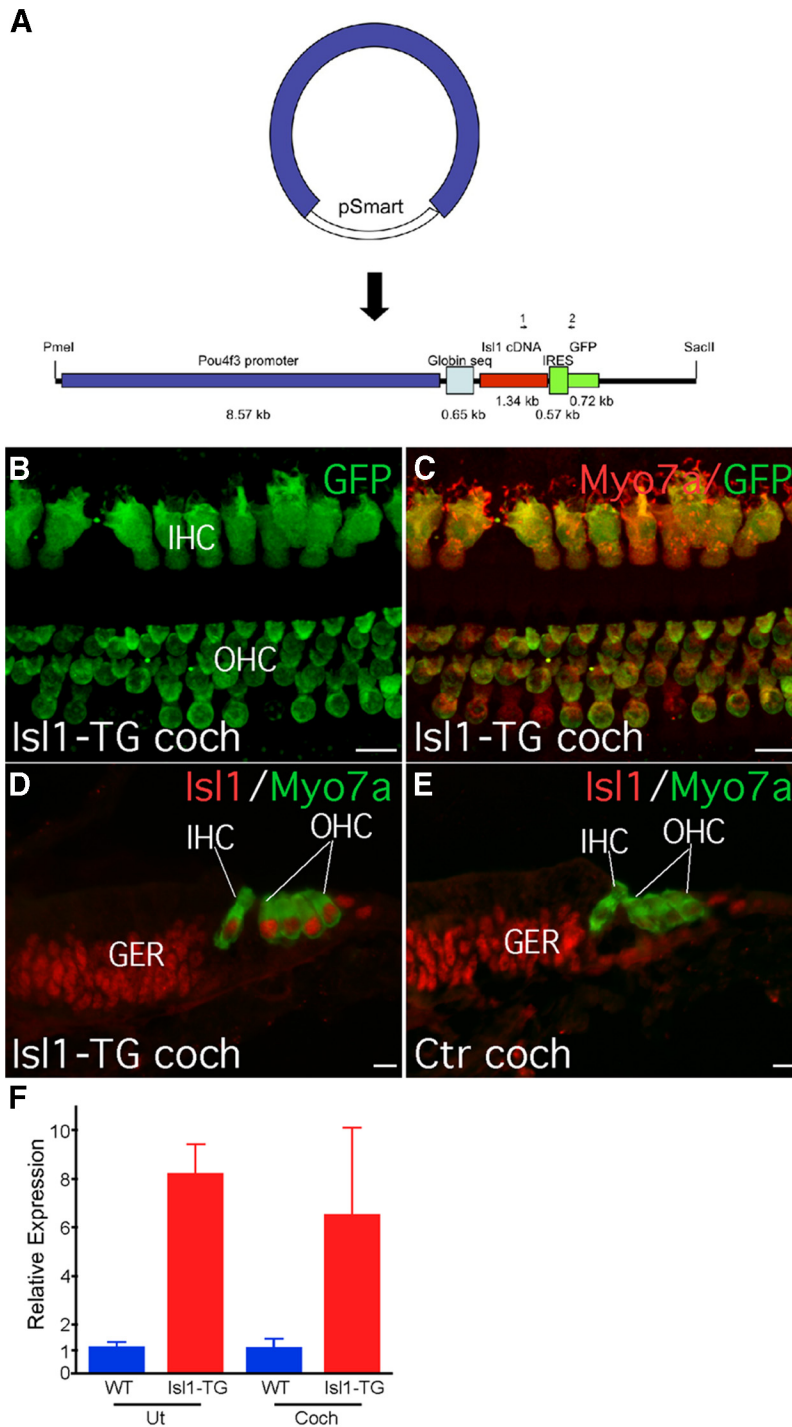 A
pSmart
1 2
Isl1 cDNA GFP
PmeI Pou4f3 promoter Globin seq IRES SacII
1.34 kb 0.72 kb
8.57 kb 0.65 kb 0.57 kb
B GFP
IHC
OHC
Isl1-TG coch
C Myo7a/GFP
Isl1-TG coch
D Isl1/Myo7a
IHC OHC
GER
Isl1-TG coch
E Isl1/Myo7a
IHC OHC
GER
Ctr coch
F
Relative Expression
10
8
6
4
2
1
0
WT Isl1-TG WT Isl1-TG
Ut Coch